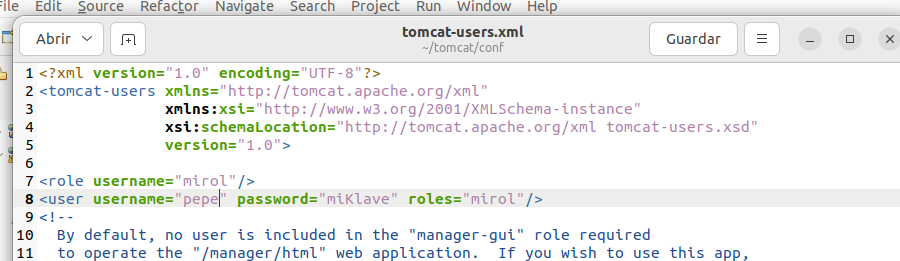 File Edit Source Refactor Navigate Search Project Run Window Help
Abrir tomcat-users.xml ~/tomcat/conf Guardar
1 <?xml version="1.0" encoding="UTF-8"?>
2 <tomcat-users xmlns="http://tomcat.apache.org/xml"
3 xmlns:xsi="http://www.w3.org/2001/XMLSchema-instance"
4 xsi:schemaLocation="http://tomcat.apache.org/xml tomcat-users.xsd"
5 version="1.0">
6
7 <role username="mirol"/>
8 <user username="pepe" password="miKlave" roles="mirol"/>
9 <!--
10 By default, no user is included in the "manager-gui" role required
11 to operate the "/manager/html" web application. If you wish to use this app,